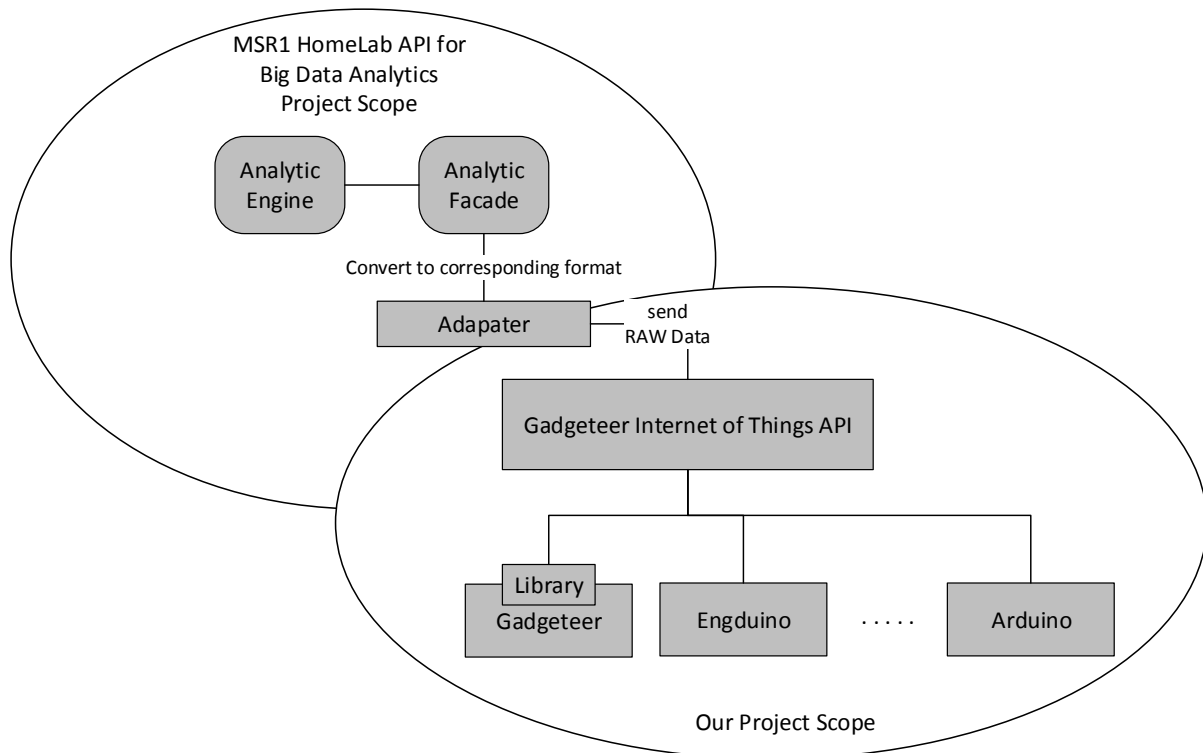 MSR1 HomeLab API for
Big Data Analytics
Project Scope
Analytic
Engine
Analytic
Facade
Convert to corresponding format
Adapater
send
RAW Data
Gadgeteer Internet of Things API
Library
Gadgeteer
Engduino
. . . . .
Arduino
Our Project Scope